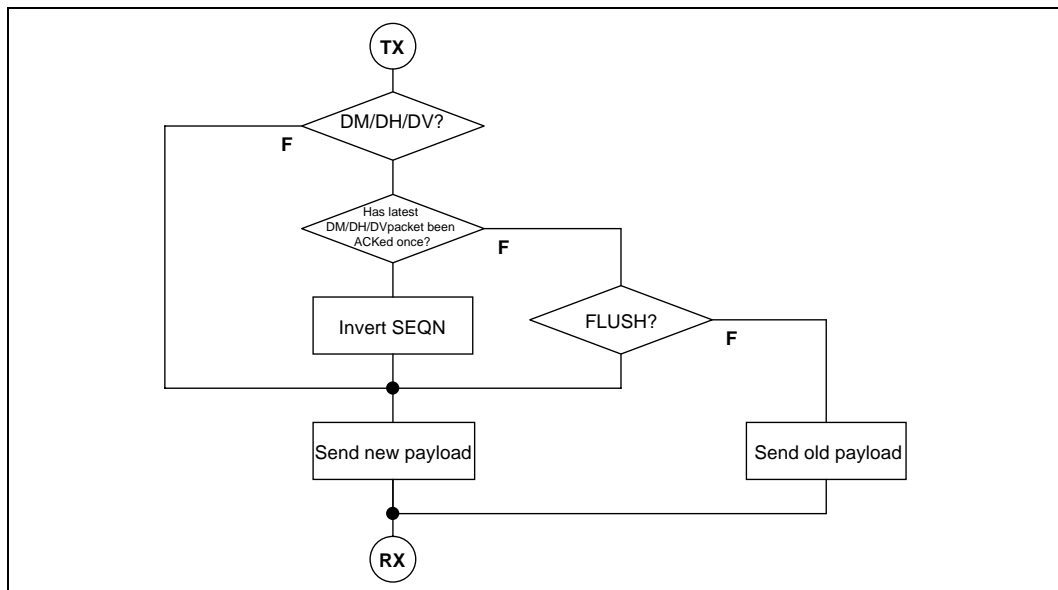 TX
DM/DH/DV?
F
Has latest
DM/DH/DVpacket been
ACKed once?
F
Invert SEQN
FLUSH?
F
Send new payload
Send old payload
RX